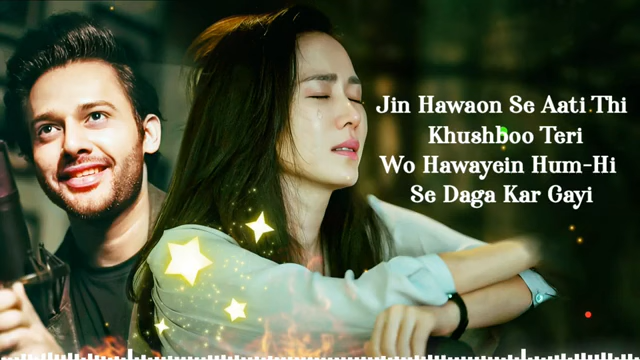 Jin Hawaon Se Aati Thi
Khushboo Teri
Wo Hawayein Hum-Hi
Se Daga Kar Gayi